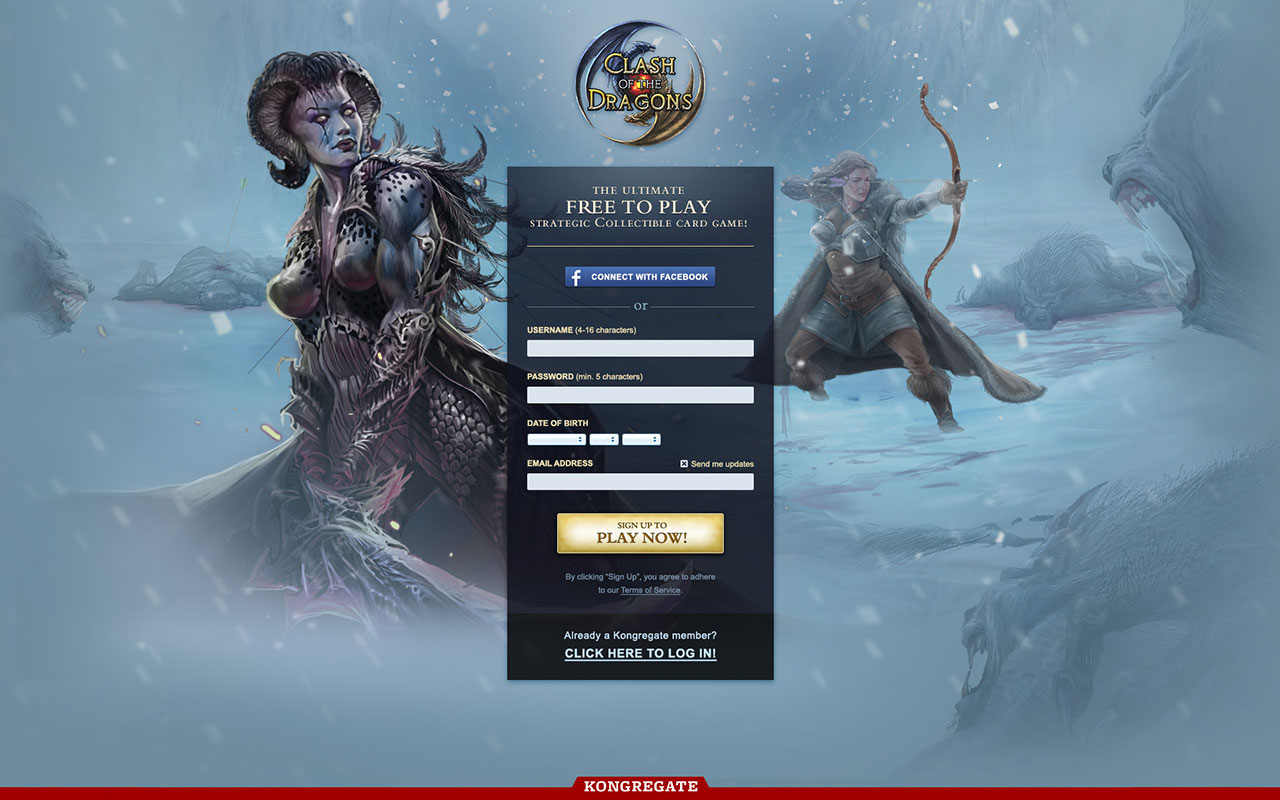 CLASH
OF THE
DRAGONS
THE ULTIMATE
FREE TO PLAY
STRATEGIC COLLECTIBLE CARD GAME!
f CONNECT WITH FACEBOOK
or
USERNAME (4-16 characters)
PASSWORD (min. 5 characters)
DATE OF BIRTH
EMAIL ADDRESS
Send me updates
SIGN UP TO
PLAY NOW!
By clicking "Sign Up", you agree to adhere
to our Terms of Service.
Already a Kongregate member?
CLICK HERE TO LOG IN!
KONGREGATE